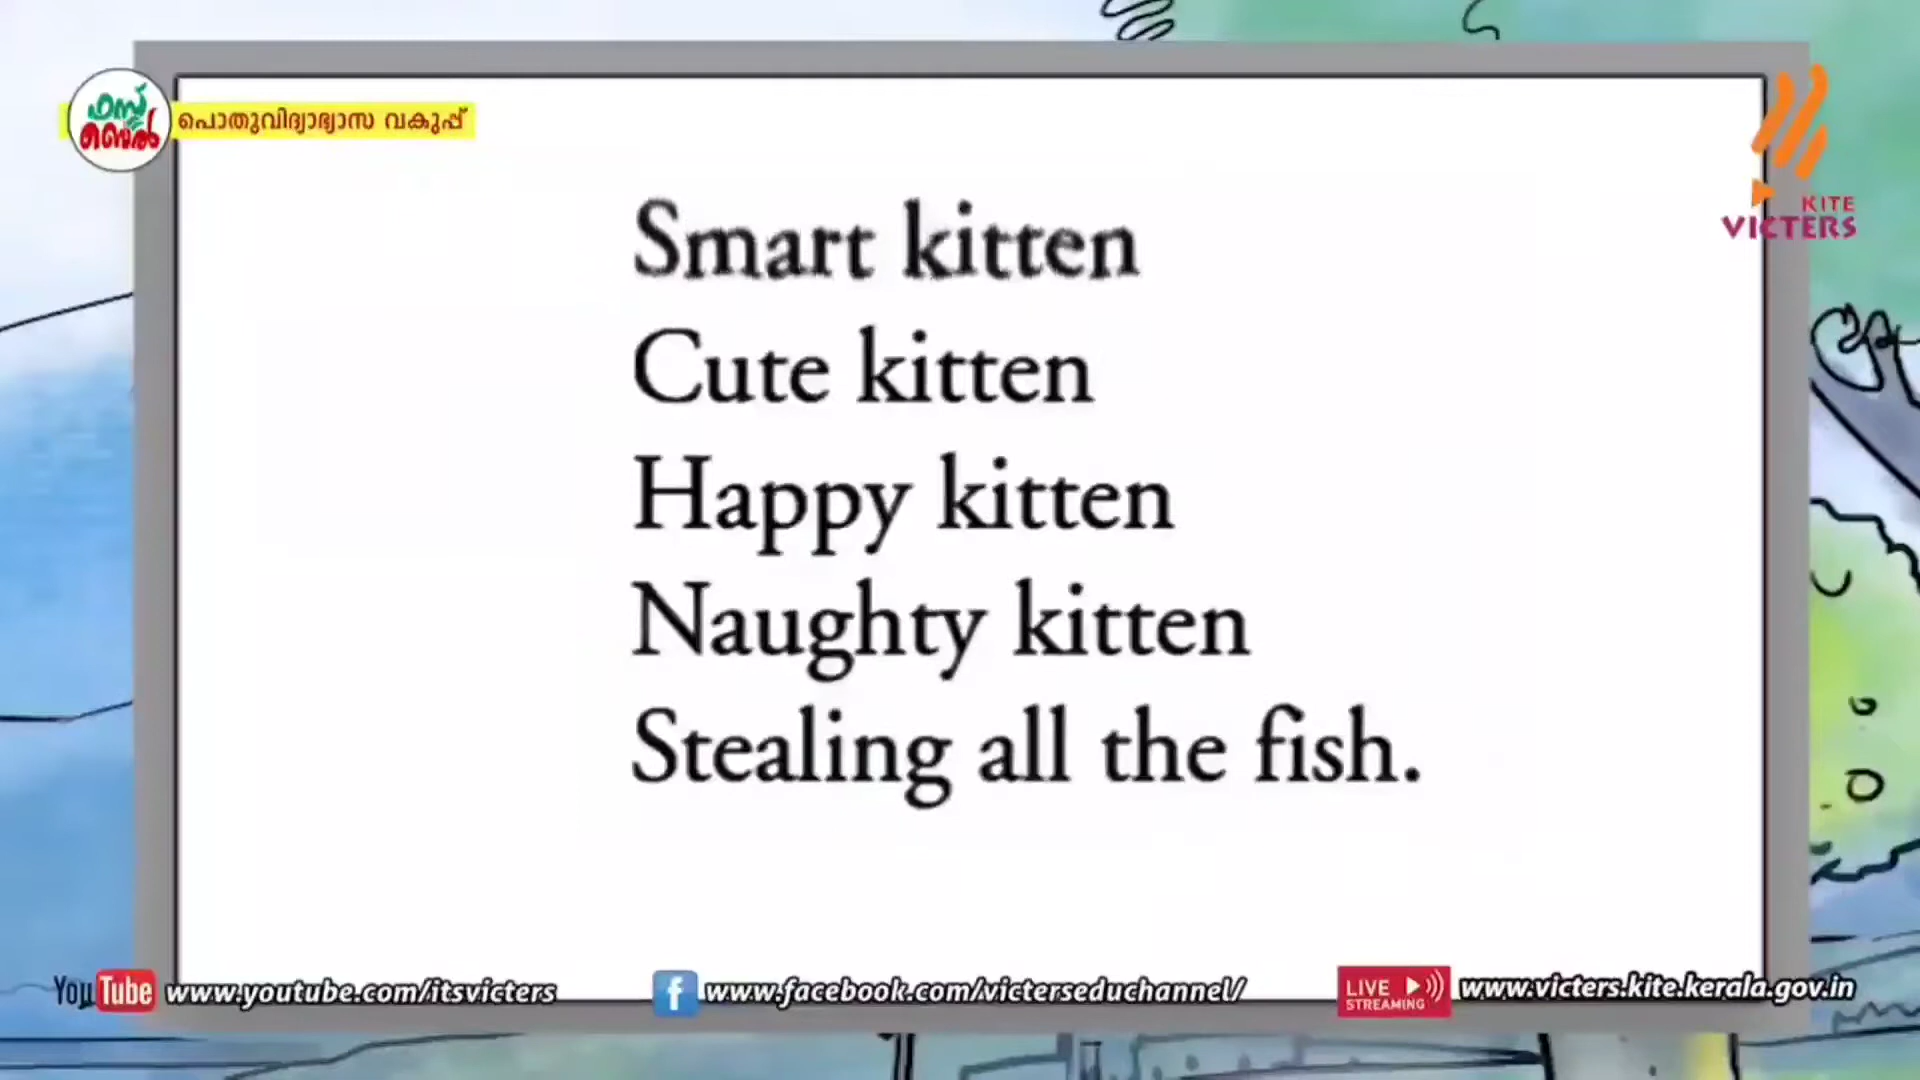 ഫസ്റ്റ്
ബെൽ
പൊതുവിദ്യാഭ്യാസ വകുപ്പ്
KITE
VICTERS
Smart kitten
Cute kitten
Happy kitten
Naughty kitten
Stealing all the fish.
YouTube www.youtube.com/itsvicters
f www.facebook.com/victerseduchannel/
LIVE STREAMING www.victers.kite.kerala.gov.in